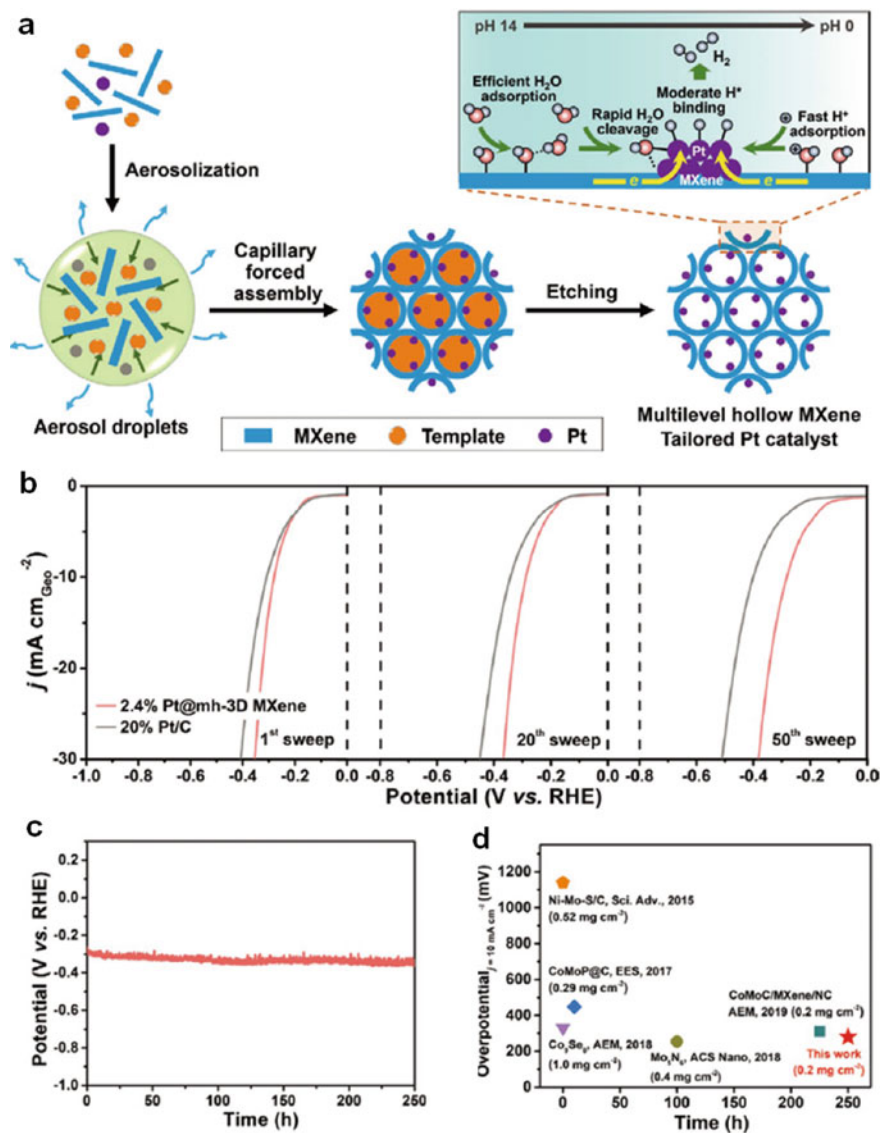 a
pH 14
pH 0
H2
Efficient H2O
adsorption
Moderate H*
binding
Rapid H2O
cleavage
Fast H+
adsorption
Pt
MXene
e
e
Aerosolization
Capillary
forced
assembly
Etching
Aerosol droplets
MXene
Template
Pt
Multilevel hollow MXene
Tailored Pt catalyst
b
0
-10
-20
-30
j (mA cmGeo-2)
2.4% Pt@mh-3D MXene
20% Pt/C
1st sweep
20th sweep
50th sweep
-1.0 -0.8 -0.6 -0.4 -0.2 0.0 -0.8 -0.6 -0.4 -0.2 0.0 -0.8 -0.6 -0.4 -0.2 0.0
Potential (V vs. RHE)
c
0.2
0.0
-0.2
-0.4
-0.6
-0.8
-1.0
Potential (V vs. RHE)
0 50 100 150 200 250
Time (h)
d
1200
1000
800
600
400
200
0
Overpotential j = 10 mA cm-2 (mV)
Ni-Mo-S/C, Sci. Adv., 2015
(0.52 mg cm-2)
CoMoP@C, EES, 2017
(0.29 mg cm-2)
CoMoC/MXene/NC
AEM, 2019 (0.2 mg cm-2)
Co9Se8, AEM, 2018
(1.0 mg cm-2)
ACS Nano, 2018
(0.4 mg cm-2)
This work
(0.2 mg cm-2)
0 50 100 150 200 250
Time (h)